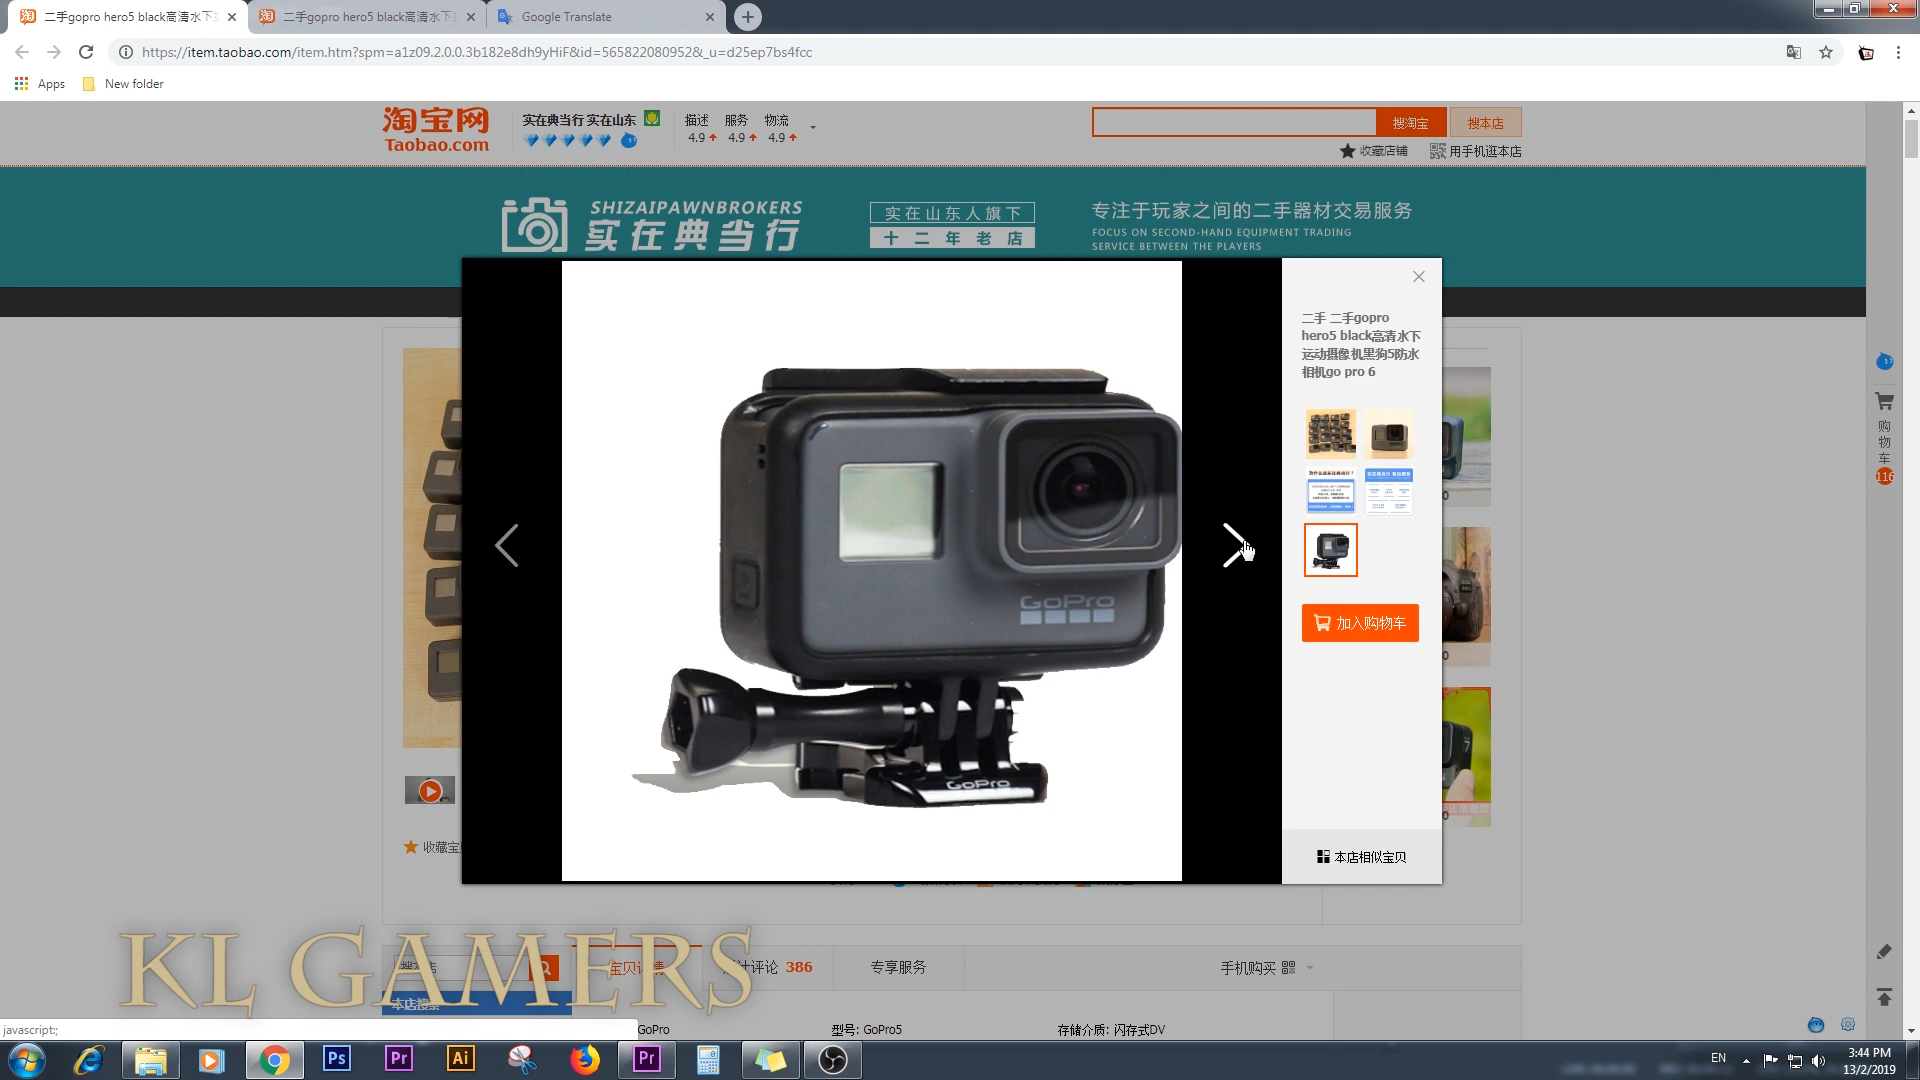 二手gopro hero5 black高清水下
二手gopro hero5 black高清水下
Google Translate
https://item.taobao.com/item.htm?spm=a1z09.2.0.0.3b182e8dh9yHiF&id=565822080952&_u=d25ep7bs4fcc
Apps
New folder
淘宝网
Taobao.com
实在典当行 实在山东
描述 服务 物流
4.9 4.9 4.9
搜淘宝
搜本店
收藏店铺
用手机逛本店
SHIZAIPAWNBROKERS
实在典当行
实在山东人旗下
十二年老店
专注于玩家之间的二手器材交易服务
FOCUS ON SECOND-HAND EQUIPMENT TRADING
SERVICE BETWEEN THE PLAYERS
二手 二手gopro
hero5 black高清水下
运动摄像机黑狗5防水
相机go pro 6
GoPro
GoPro
加入购物车
本店相似宝贝
购物车
116
收藏宝
KL GAMERS
宝贝详情
计评论 386
专享服务
手机购买
本店搜索
GoPro
型号: GoPro5
存储介质: 闪存式DV
javascript:;
Ps
Pr
Ai
Pr
EN
3:44 PM
13/2/2019